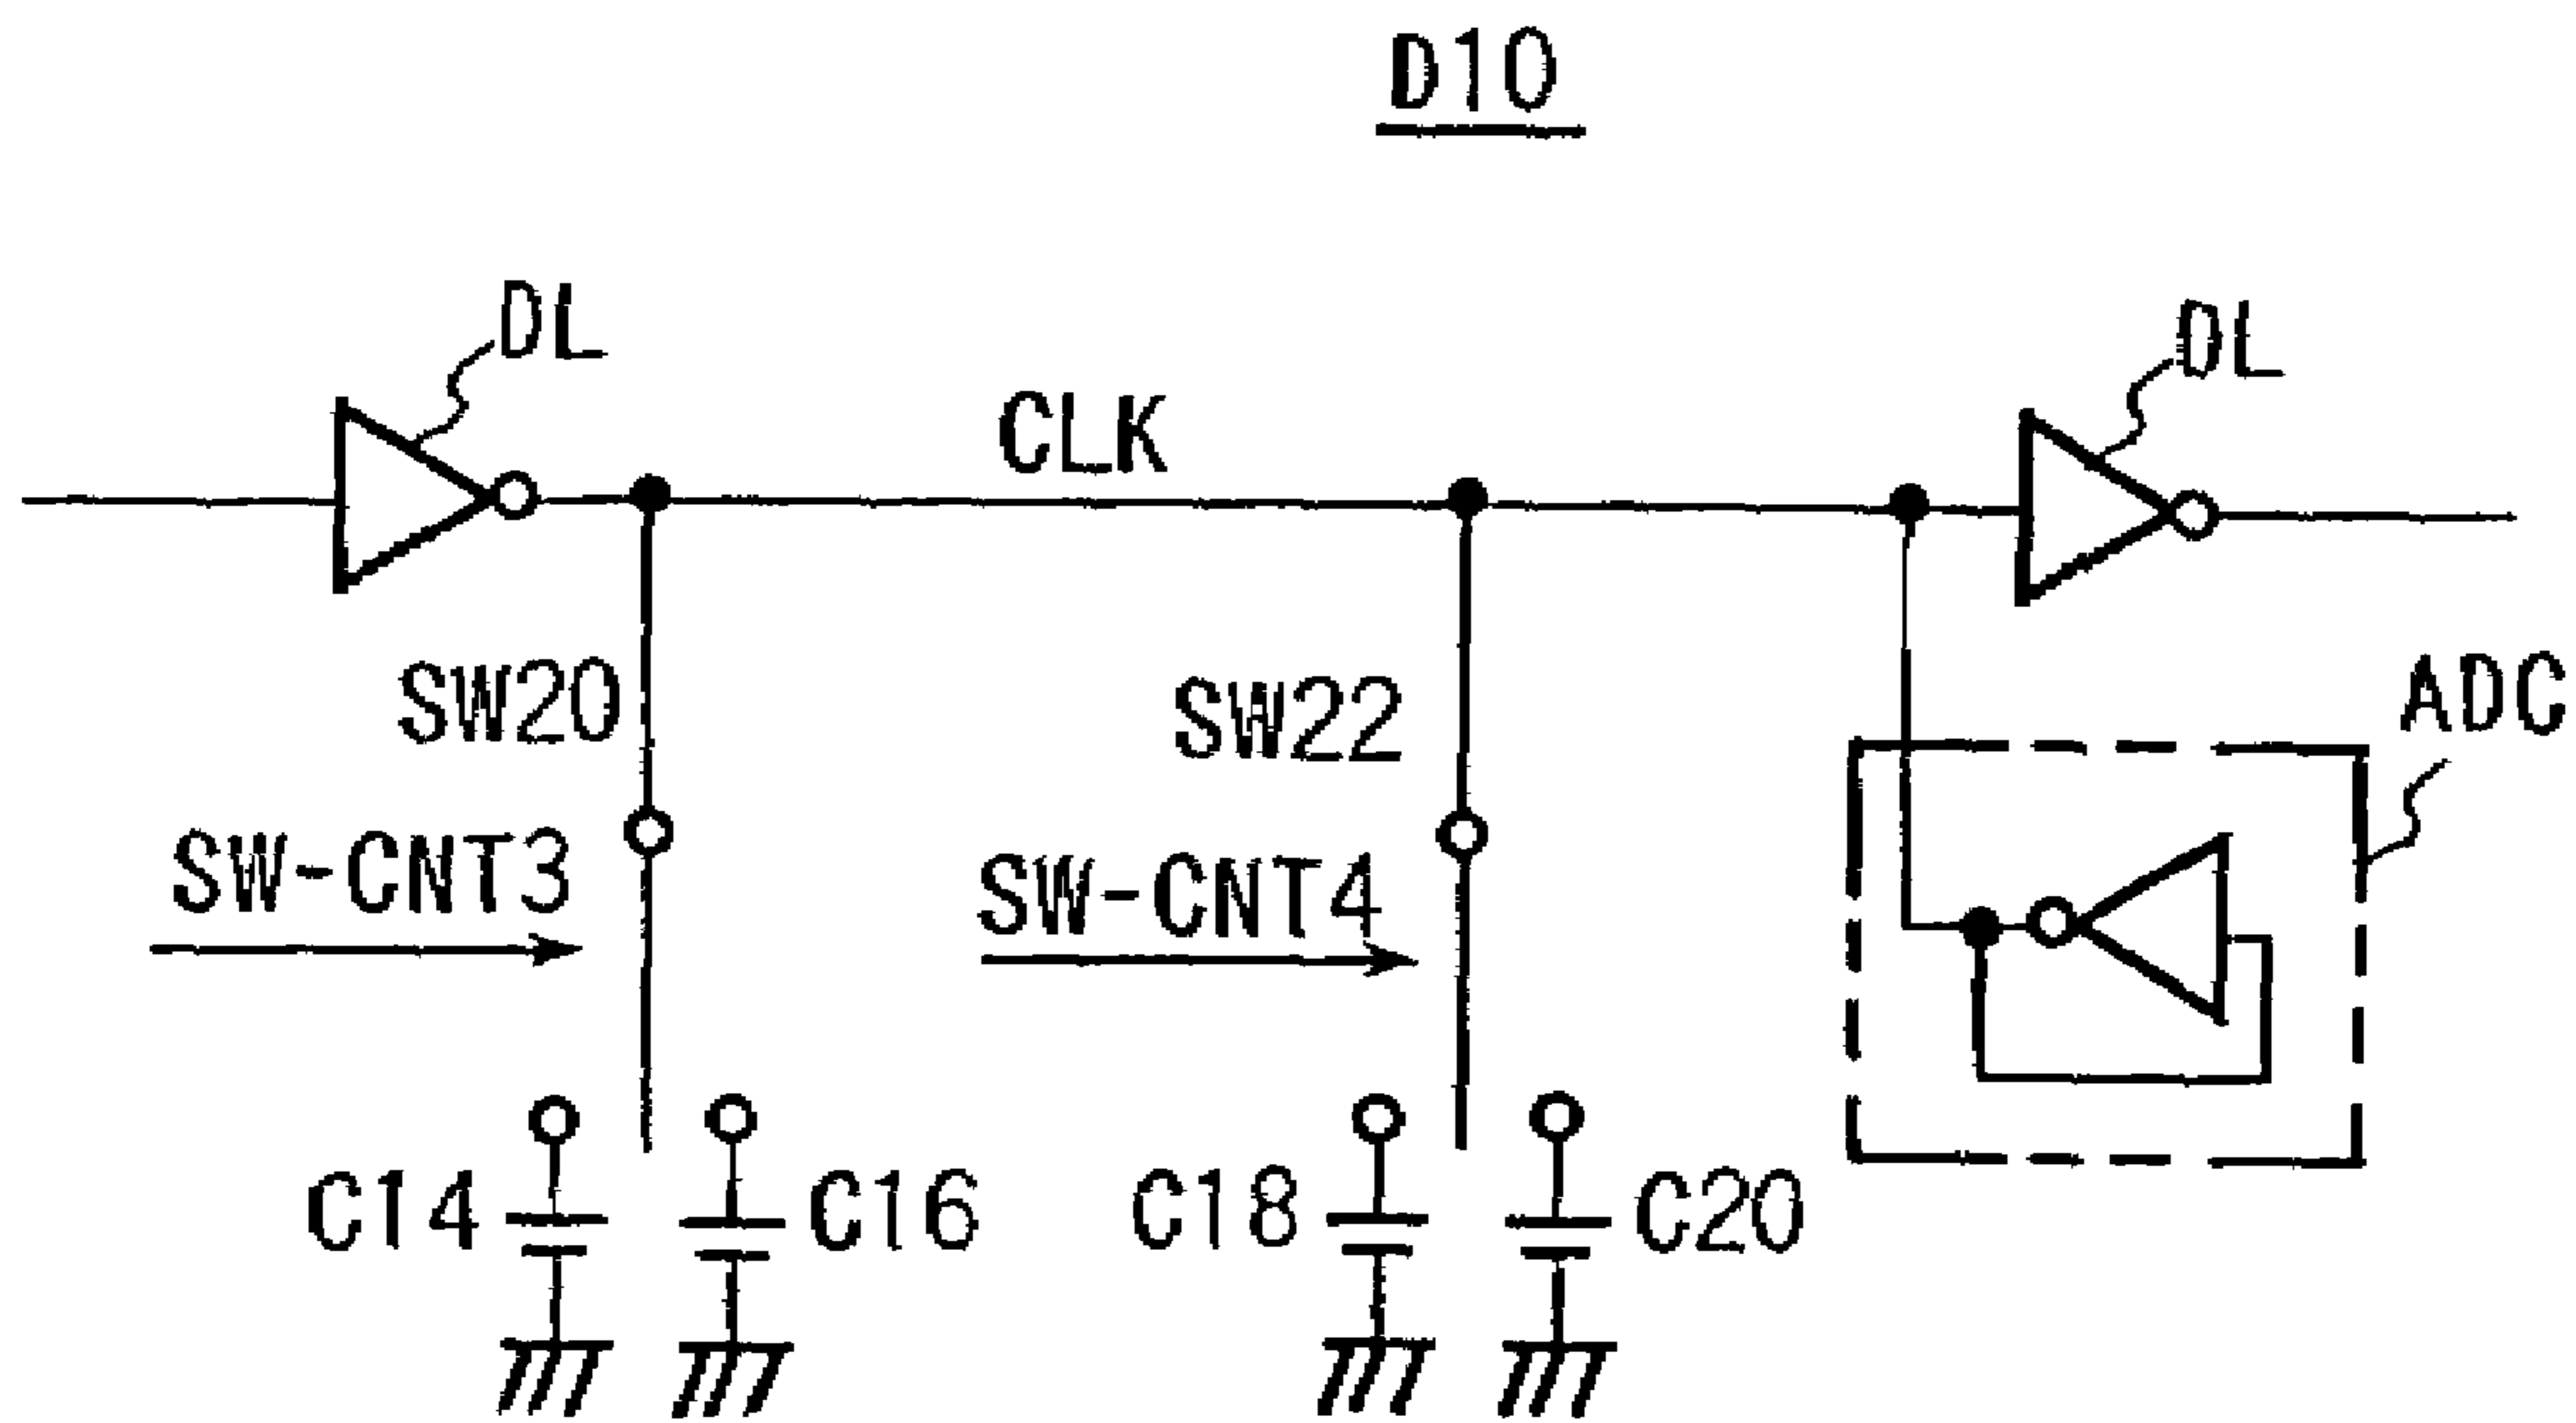 D10
DL
DL
CLK
SW20
SW22
ADC
SW-CNT3
SW-CNT4
C14
C16
C18
C20